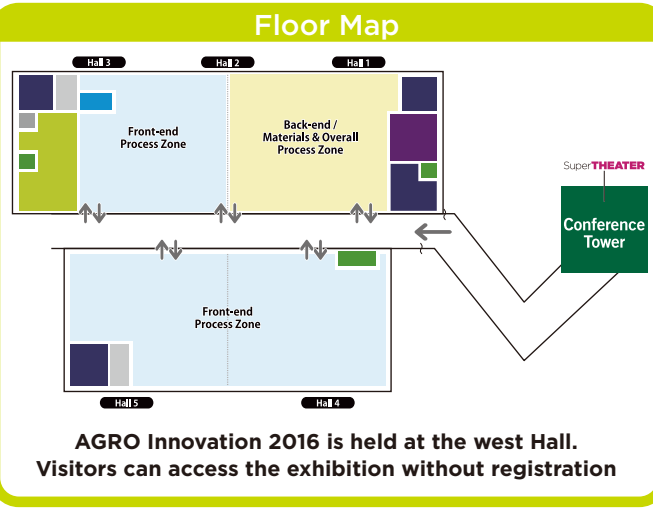 Floor Map
Hall 3
Hall 2
Hall 1
Front-end
Process Zone
Back-end /
Materials & Overall
Process Zone
SuperTHEATER
Conference
Tower
Front-end
Process Zone
Hall 5
Hall 4
AGRO Innovation 2016 is held at the west Hall.
Visitors can access the exhibition without registration